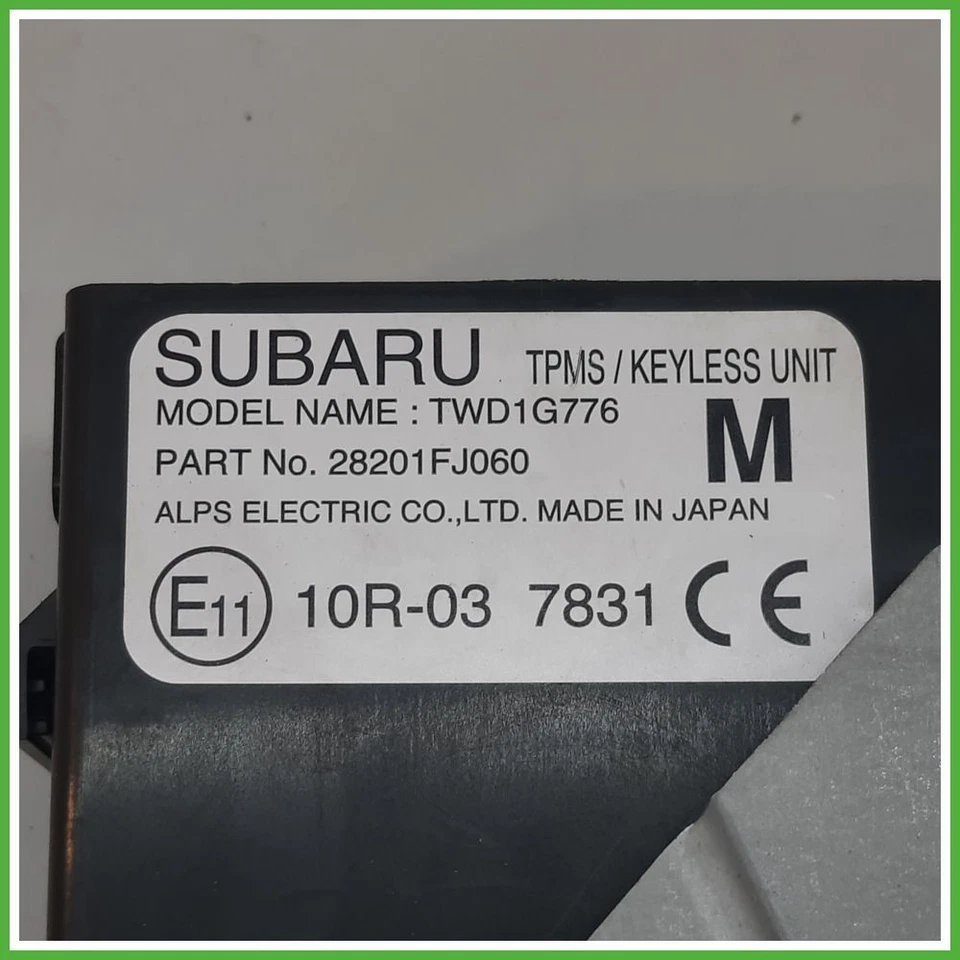 SUBARU TPMS / KEYLESS UNIT
MODEL NAME : TWD1G776
PART No. 28201FJ060 M
ALPS ELECTRIC CO.,LTD. MADE IN JAPAN
E11 10R-03 7831 CE